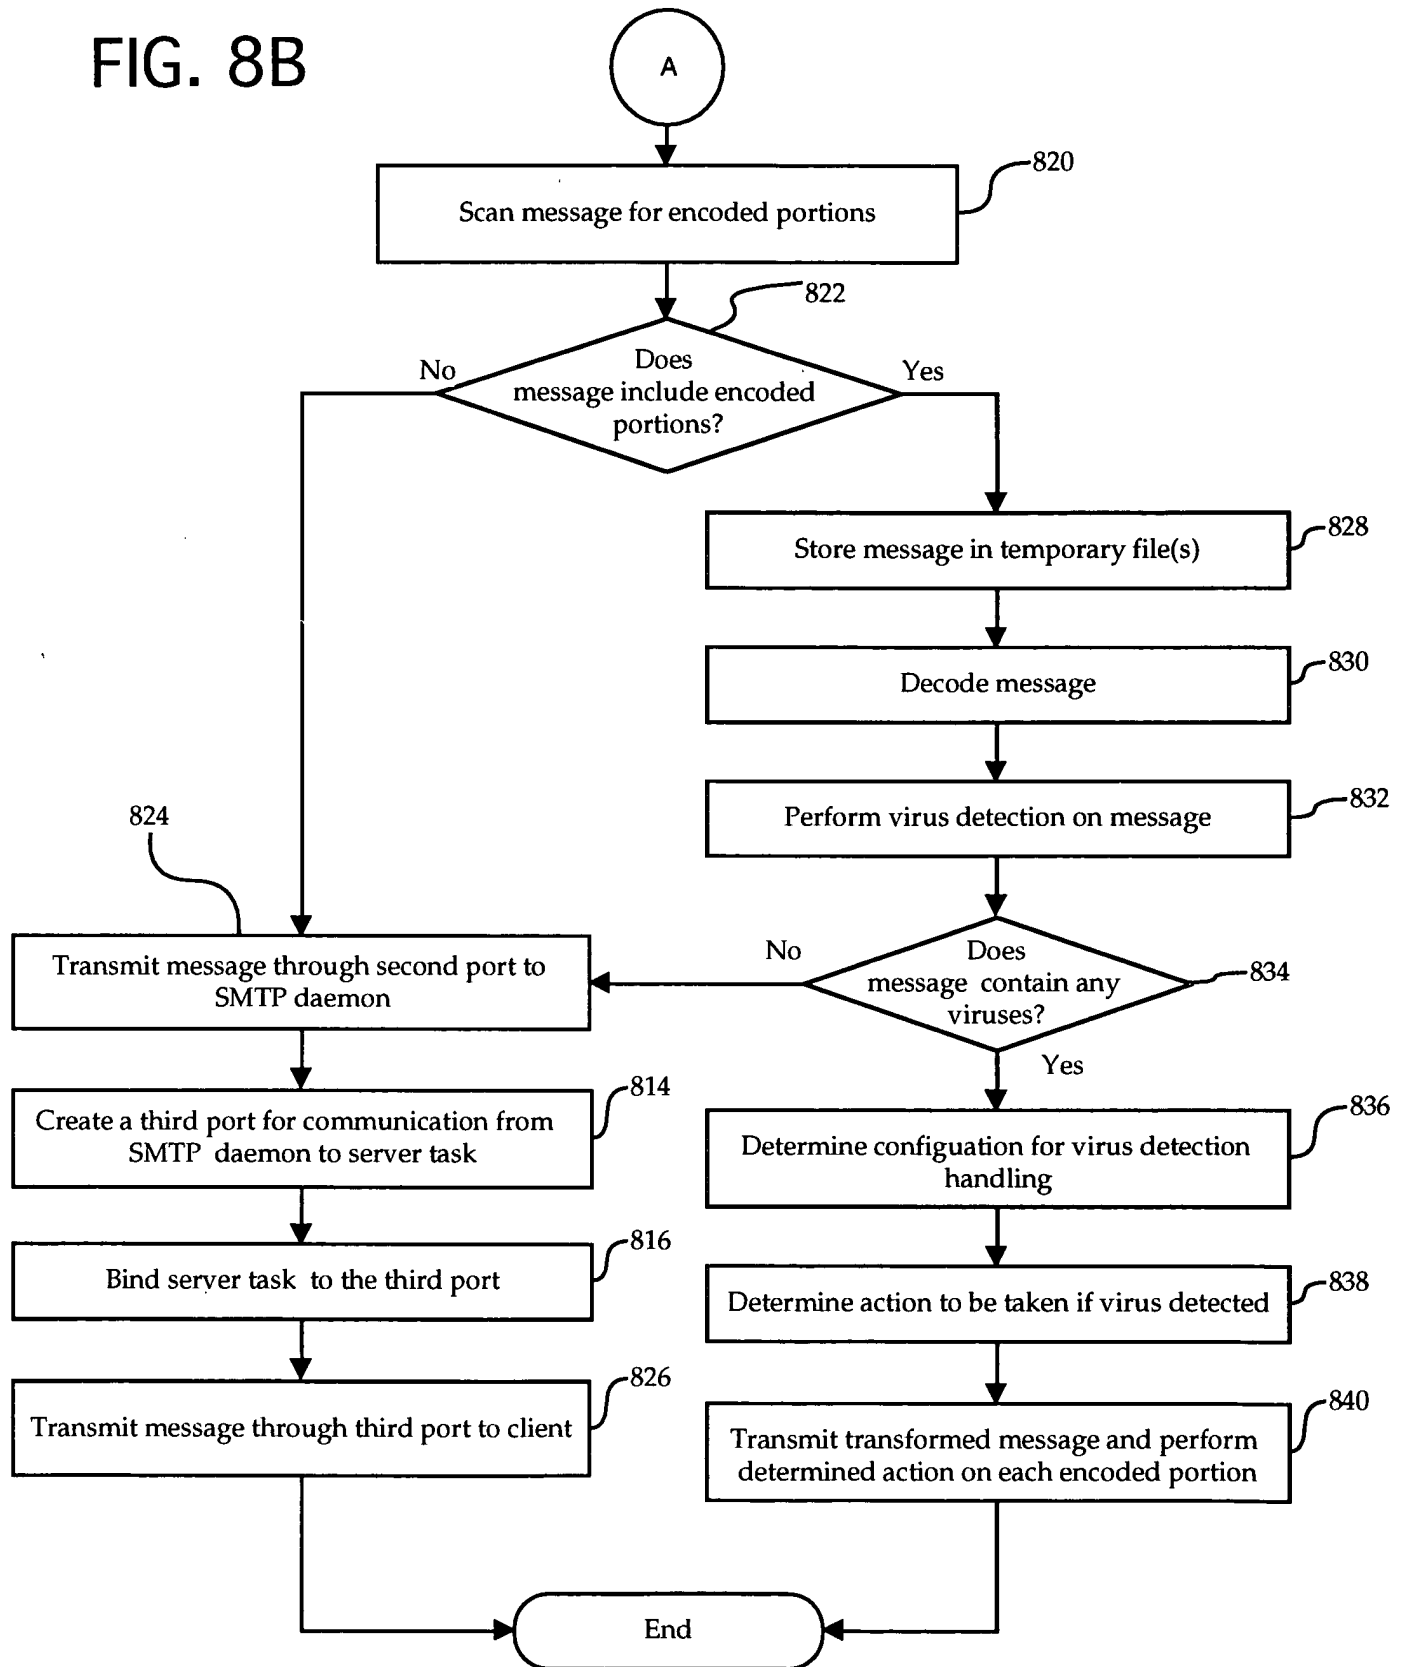 FIG. 8B
A
820
Scan message for encoded portions
822
Does
message include encoded
portions?
No
Yes
828
Store message in temporary file(s)
830
Decode message
832
Perform virus detection on message
824
Transmit message through second port to
SMTP daemon
No
Does
message contain any
viruses?
834
Yes
814
Create a third port for communication from
SMTP daemon to server task
836
Determine configuation for virus detection
handling
816
Bind server task to the third port
838
Determine action to be taken if virus detected
826
Transmit message through third port to client
840
Transmit transformed message and perform
determined action on each encoded portion
End